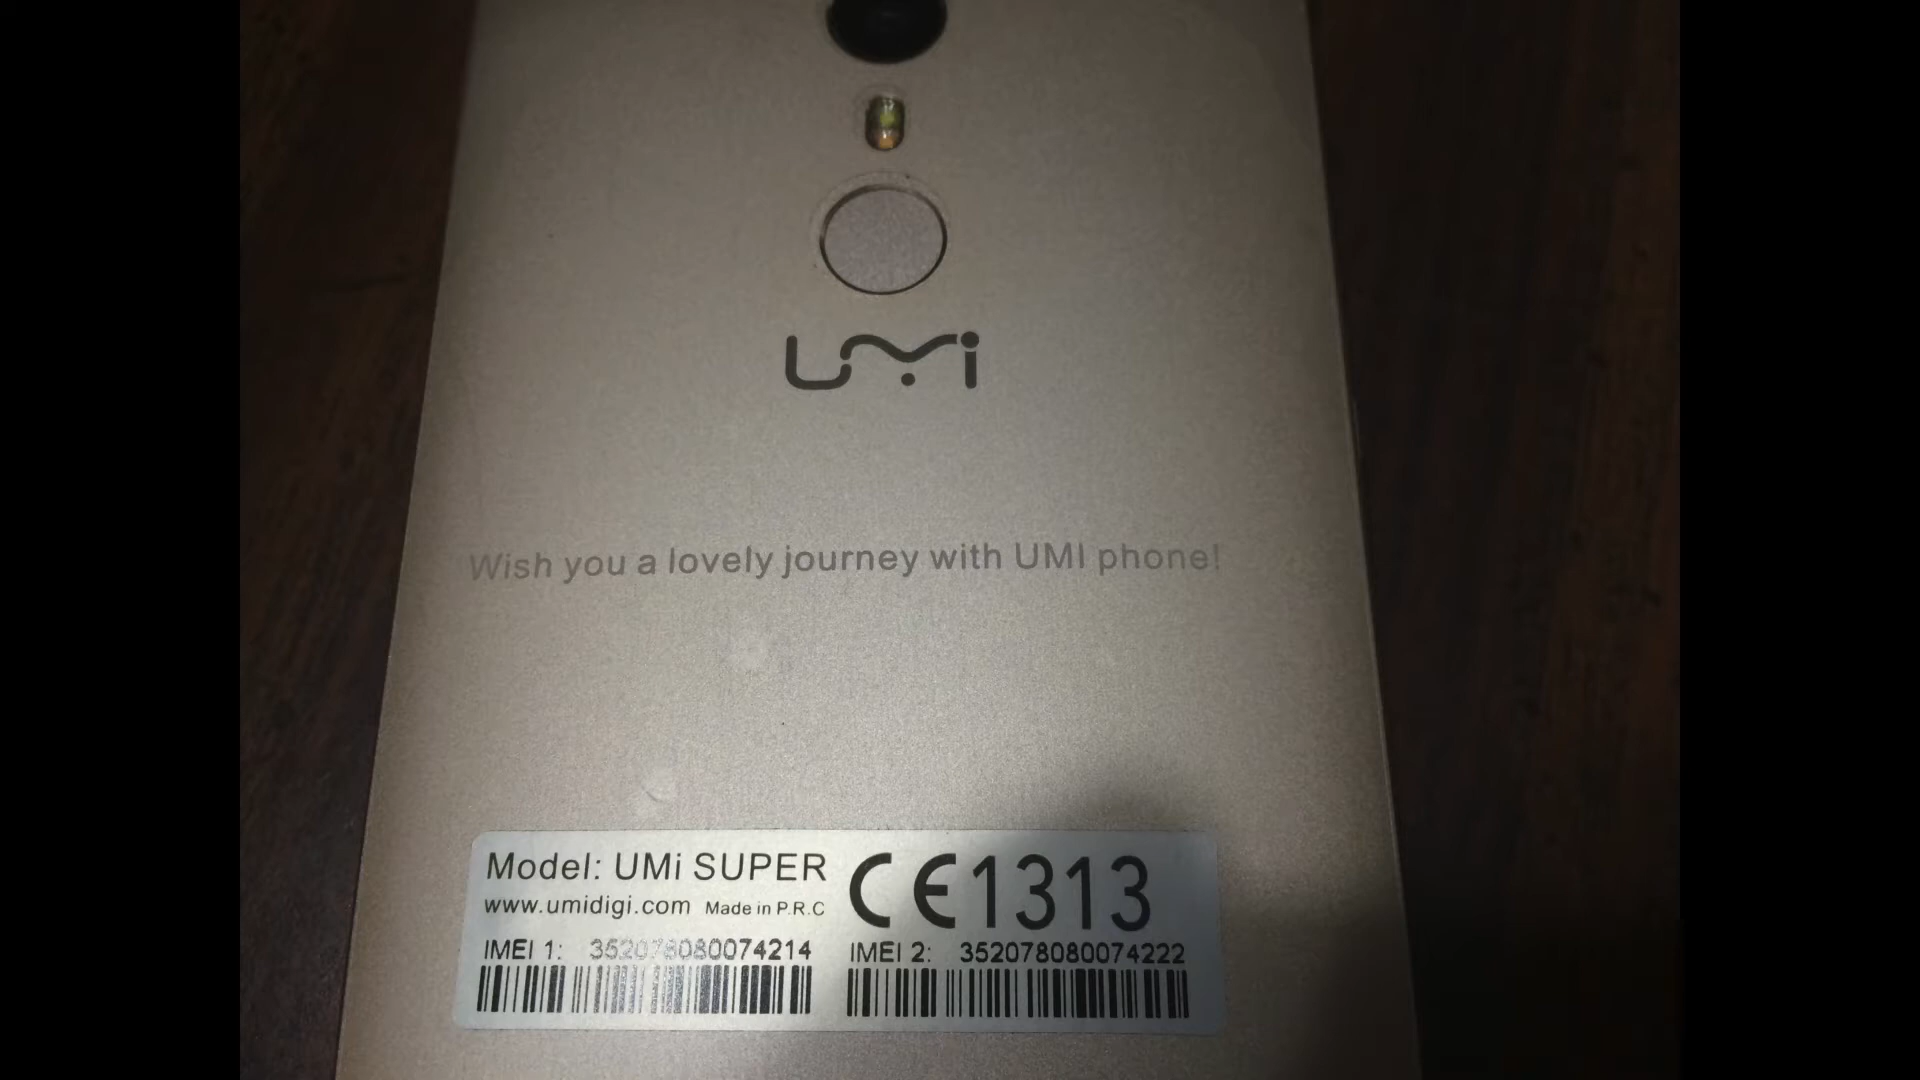 UMi
Wish you a lovely journey with UMI phone!
Model: UMi SUPER
www.umidigi.com Made in P.R.C
CE1313
IMEI 1: 352078080074214
IMEI 2: 352078080074222